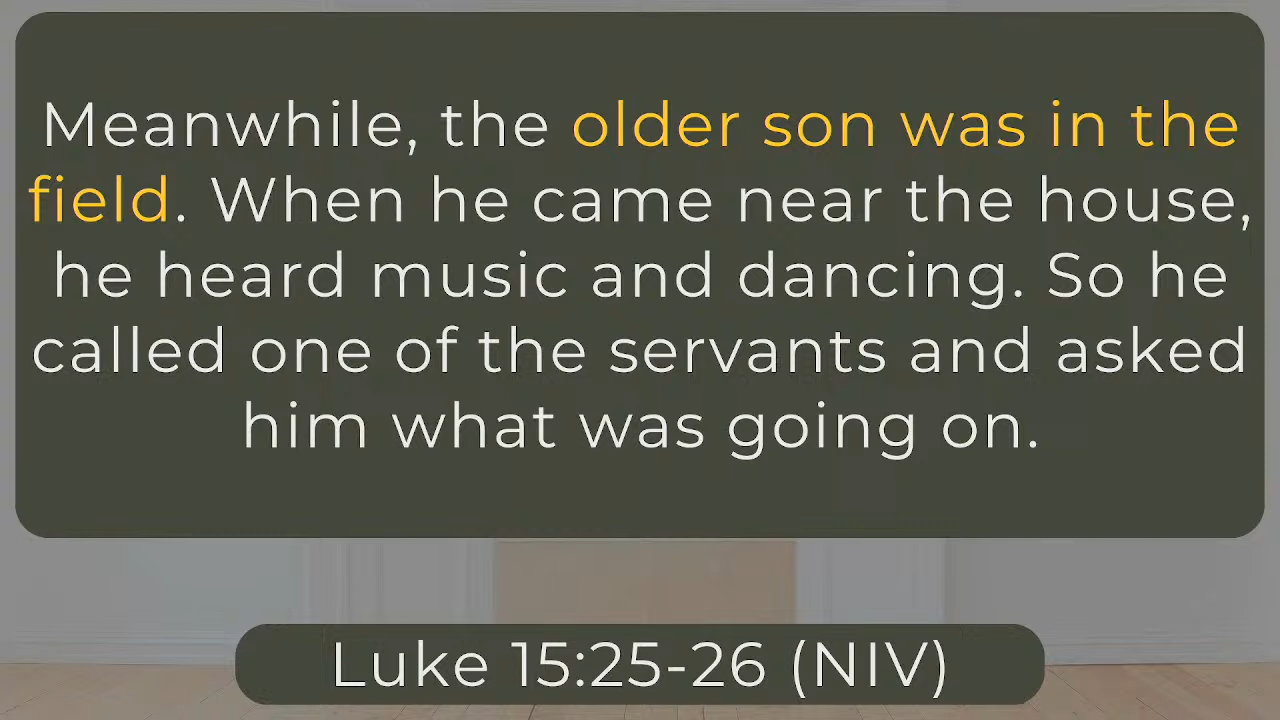 Meanwhile, the older son was in the
field. When he came near the house,
he heard music and dancing. So he
called one of the servants and asked
him what was going on.
Luke 15:25-26 (NIV)